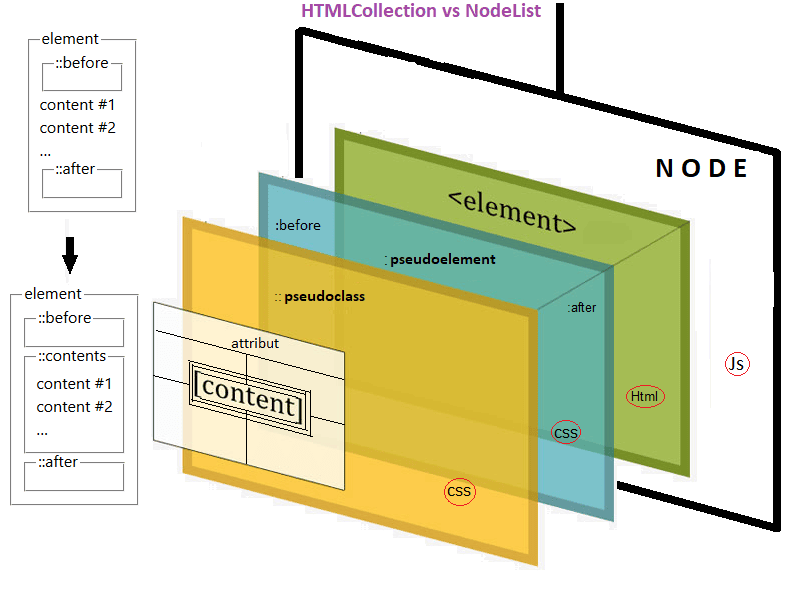 HTMLCollection vs NodeList
element
::before
content #1
content #2
...
::after
element
::before
::contents
content #1
content #2
...
::after
N O D E
<element>
:before
: pseudoelement
:after
:: pseudoclass
attribut
[content]
Js
Html
CSS
CSS